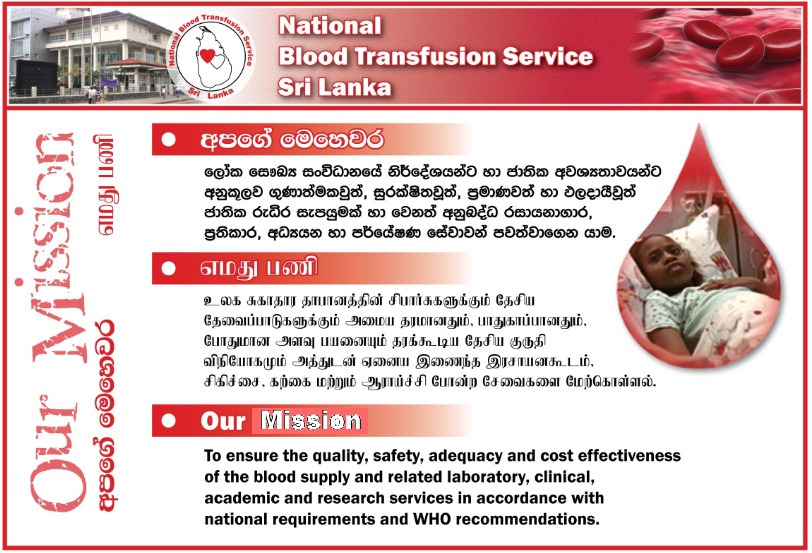 National
Blood Transfusion Service
Sri Lanka
National Blood Transfusion Service
Sri Lanka
Our Mission
එමතු பணி
අපගේ මෙහෙවර
අපගේ මෙහෙවර
ලෝක සෞඛ්‍ය සංවිධානයේ නිර්දේශයන්ට හා ජාතික අවශ්‍යතාවයන්ට
අනුකූලව ගුණාත්මකවුත්, සුරක්ෂිතවූත්, ප්‍රමාණවත් හා ඵලදායීවූත්
ජාතික රුධිර සැපයුමක් හා වෙනත් අනුබද්ධ රසායනාගාර,
ප්‍රතිකාර, අධ්‍යයන හා පර්යේෂණ සේවාවන් පවත්වාගෙන යාම.
எமது பணி
உலக சுகாதார தாபானத்தின் சிபார்சுகளுக்கும் தேசிய
தேவைப்பாடுகளுக்கும் அமைய தரமானதும், பாதுகாப்பானதும்,
போதுமான அளவு பயனையும் தரக்கூடிய தேசிய குருதி
விநியோகமும் அத்துடன் ஏனைய இணைந்த இரசாயனகூடம்,
சிகிச்சை, கற்கை மற்றும் ஆராய்ச்சி போன்ற சேவைகளை மேற்கொள்ளல்.
Our Mission
To ensure the quality, safety, adequacy and cost effectiveness
of the blood supply and related laboratory, clinical,
academic and research services in accordance with
national requirements and WHO recommendations.